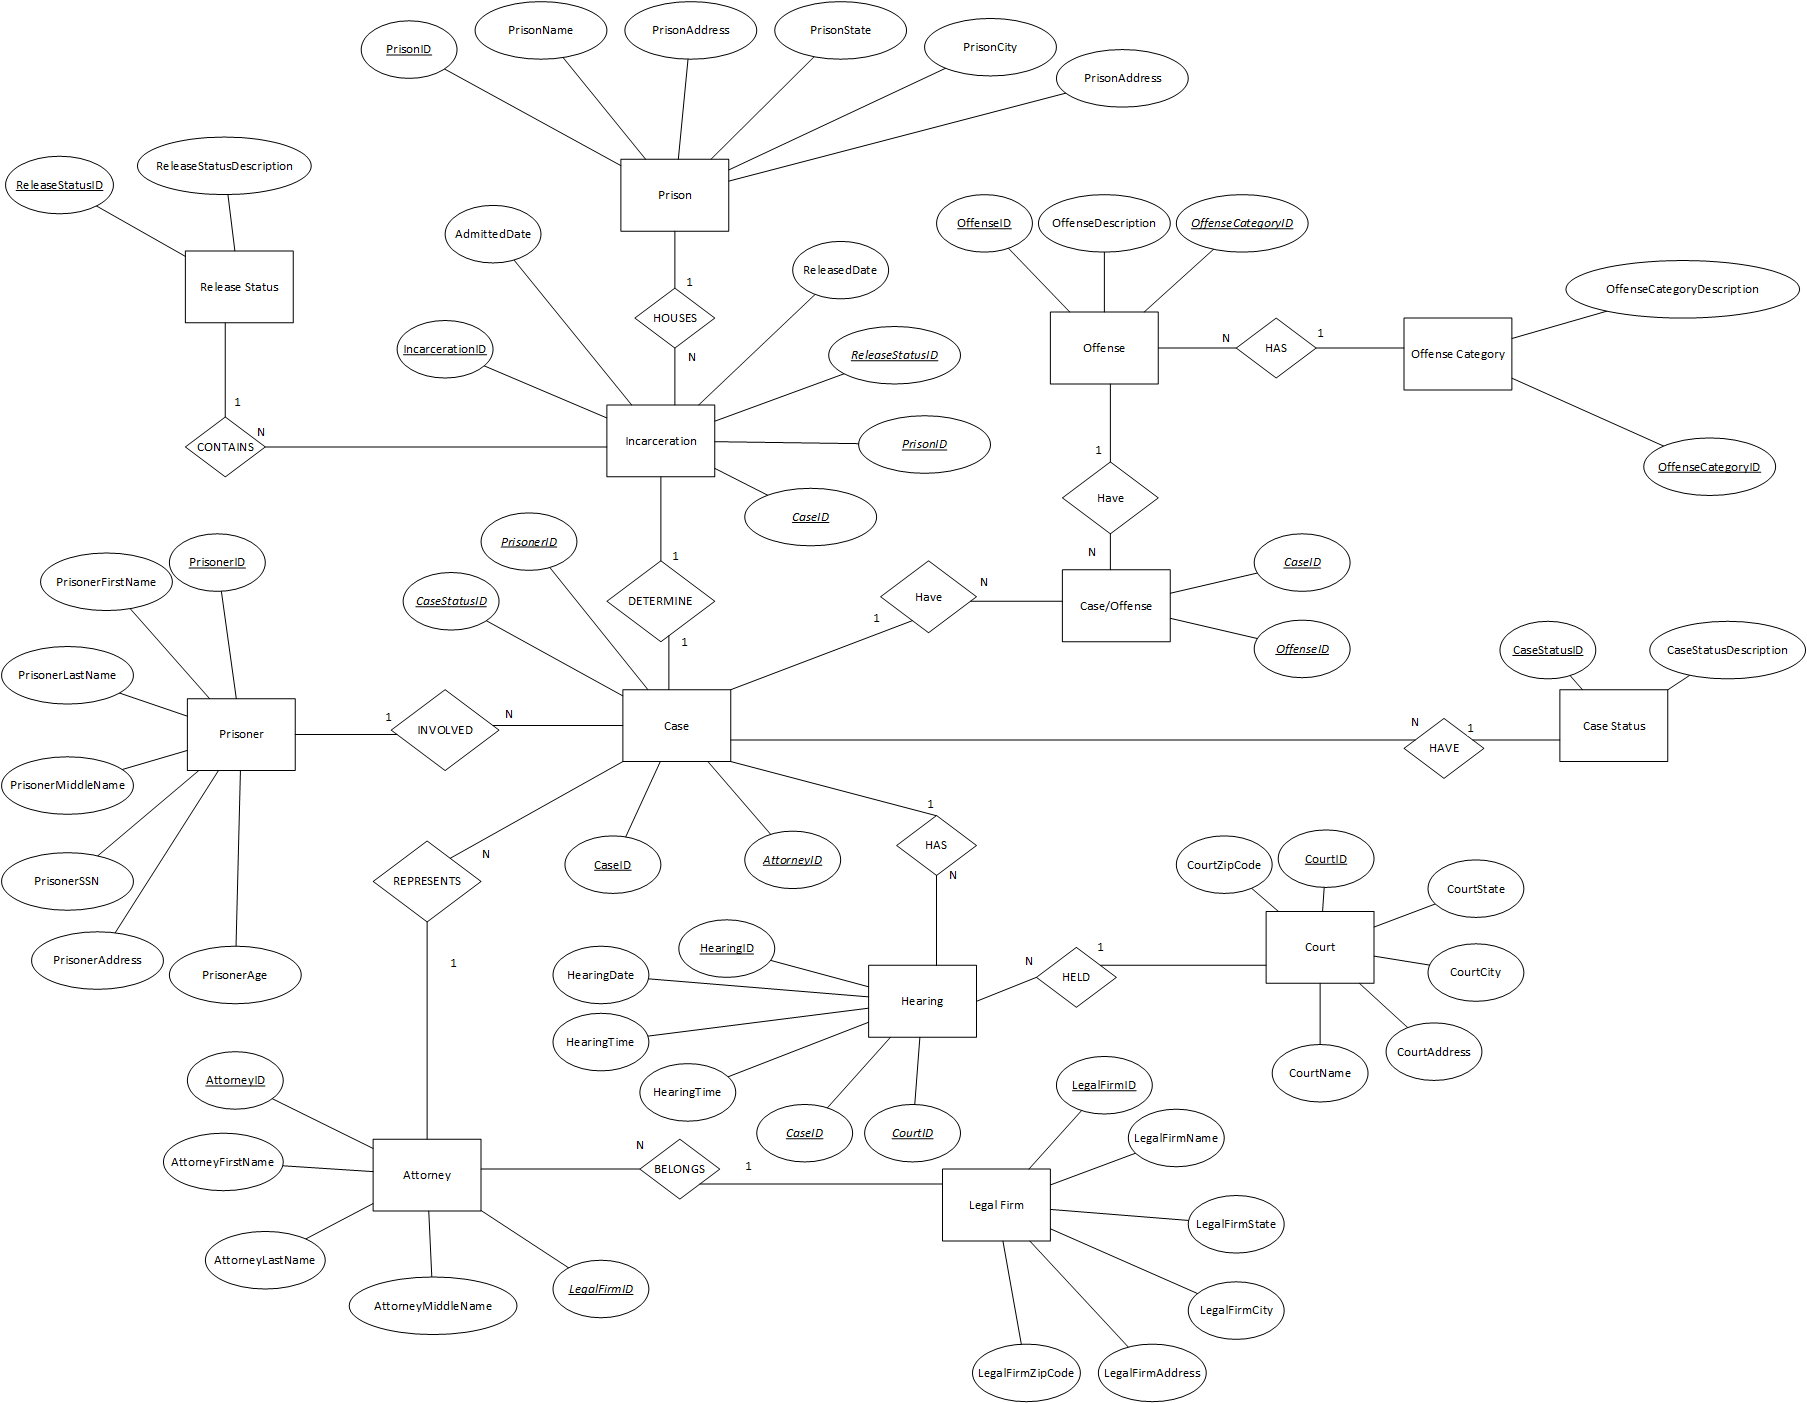 PrisonID
PrisonName
PrisonAddress
PrisonState
PrisonCity
PrisonAddress
ReleaseStatusID
ReleaseStatusDescription
Prison
AdmittedDate
OffenseID
OffenseDescription
OffenseCategoryID
Release Status
1
ReleasedDate
OffenseCategoryDescription
HOUSES
IncarcerationID
N
ReleaseStatusID
Offense
N
HAS
1
Offense Category
1
CONTAINS
N
Incarceration
PrisonID
1
OffenseCategoryID
Have
CaseID
PrisonerID
PrisonerFirstName
PrisonerID
1
N
CaseID
CaseStatusID
DETERMINE
Have
N
Case/Offense
1
1
OffenseID
CaseStatusID
CaseStatusDescription
PrisonerLastName
Prisoner
1
INVOLVED
N
Case
N
HAVE
1
Case Status
PrisonerMiddleName
1
HAS
N
N
REPRESENTS
CaseID
AttorneyID
CourtZipCode
CourtID
CourtState
PrisonerSSN
PrisonerAddress
PrisonerAge
1
HearingID
HearingDate
HearingTime
HearingTime
Hearing
N
HELD
1
Court
CourtCity
CourtAddress
CourtName
AttorneyID
CaseID
CourtID
LegalFirmID
LegalFirmName
AttorneyFirstName
Attorney
N
BELONGS
1
Legal Firm
LegalFirmState
AttorneyLastName
AttorneyMiddleName
LegalFirmID
LegalFirmCity
LegalFirmZipCode
LegalFirmAddress